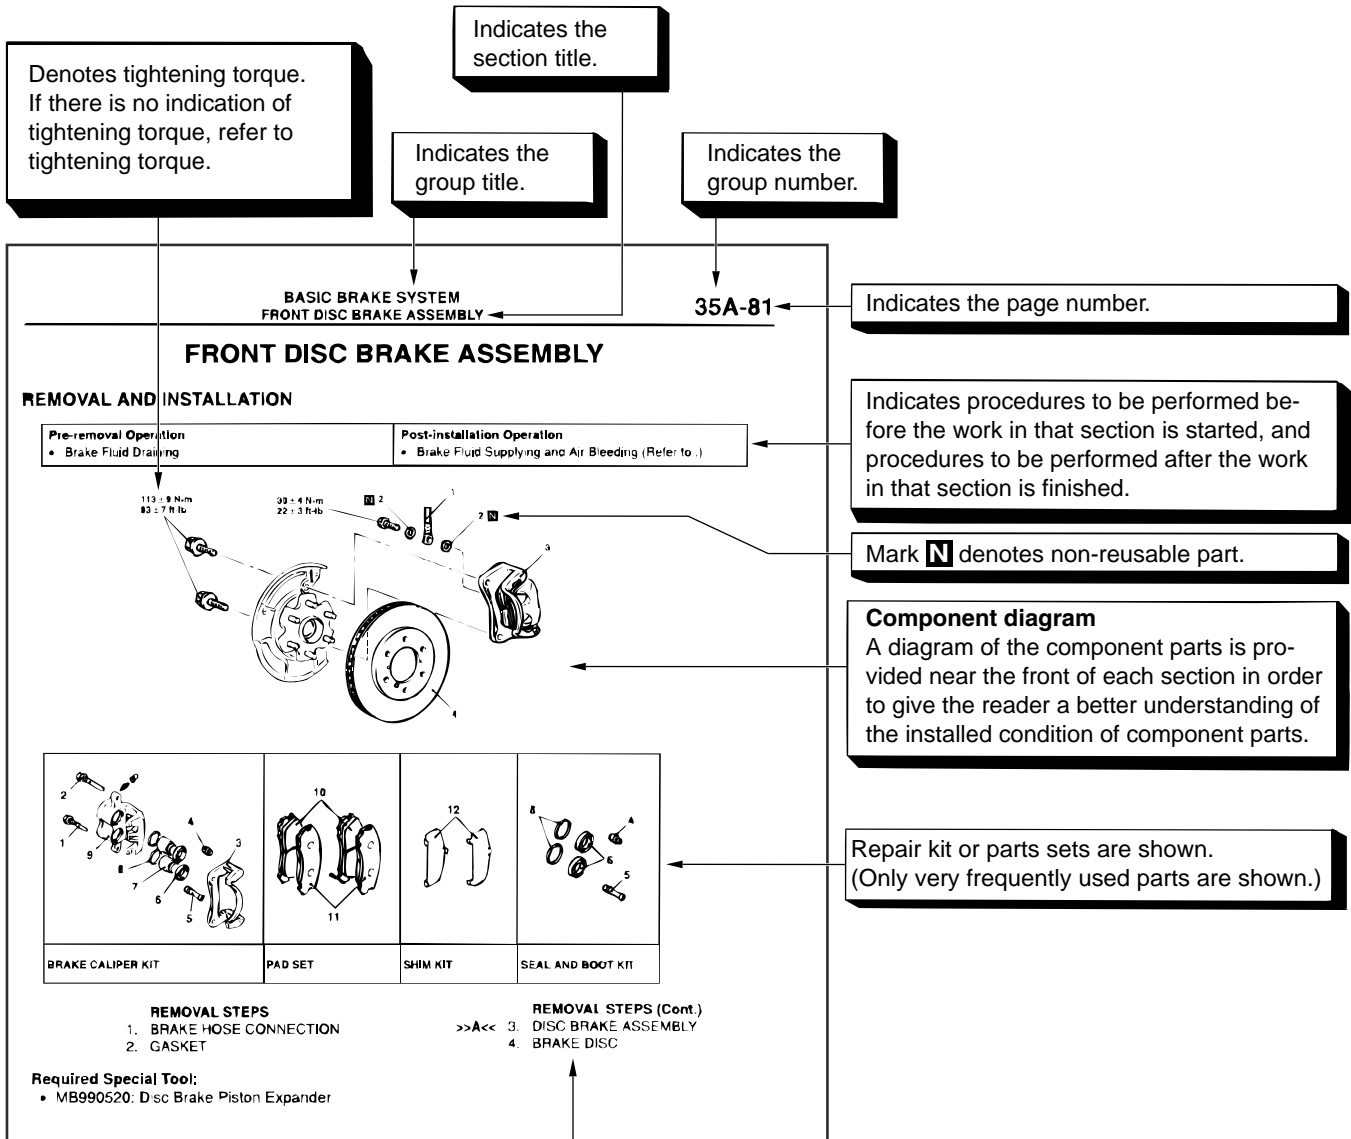 Indicates the
section title.
Denotes tightening torque.
If there is no indication of
tightening torque, refer to
tightening torque.
Indicates the
group title.
Indicates the
group number.
BASIC BRAKE SYSTEM
FRONT DISC BRAKE ASSEMBLY
35A-81
Indicates the page number.
FRONT DISC BRAKE ASSEMBLY
REMOVAL AND INSTALLATION
Pre-removal Operation
• Brake Fluid Draining
Post-installation Operation
• Brake Fluid Supplying and Air Bleeding (Refer to .)
Indicates procedures to be performed be-
fore the work in that section is started, and
procedures to be performed after the work
in that section is finished.
113 ± 9 N·m
83 ± 7 ft-lb
30 ± 4 N·m
22 ± 3 ft-lb
N 2
1
2 N
3
4
Mark N denotes non-reusable part.
Component diagram
A diagram of the component parts is pro-
vided near the front of each section in order
to give the reader a better understanding of
the installed condition of component parts.
2
1
9
8
7
6
5
4
3
10
11
12
8
4
6
5
BRAKE CALIPER KIT
PAD SET
SHIM KIT
SEAL AND BOOT KIT
Repair kit or parts sets are shown.
(Only very frequently used parts are shown.)
REMOVAL STEPS
1. BRAKE HOSE CONNECTION
2. GASKET
REMOVAL STEPS (Cont.)
>>A<< 3. DISC BRAKE ASSEMBLY
4. BRAKE DISC
Required Special Tool:
• MB990520: Disc Brake Piston Expander